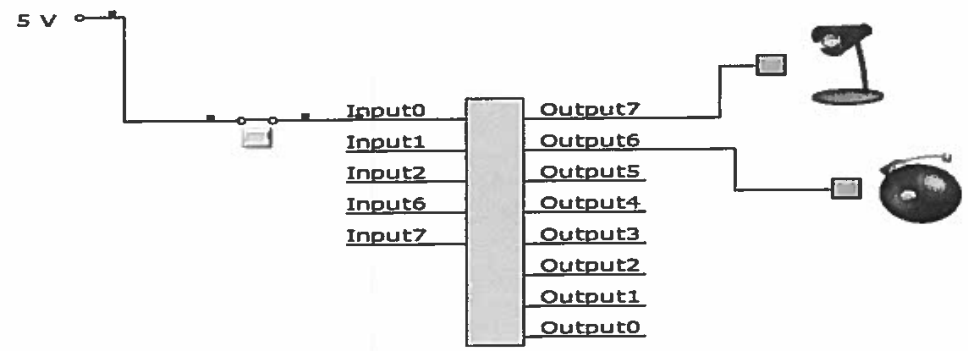 5 V
Input0
Input1
Input2
Input6
Input7
Output7
Output6
Output5
Output4
Output3
Output2
Output1
Output0